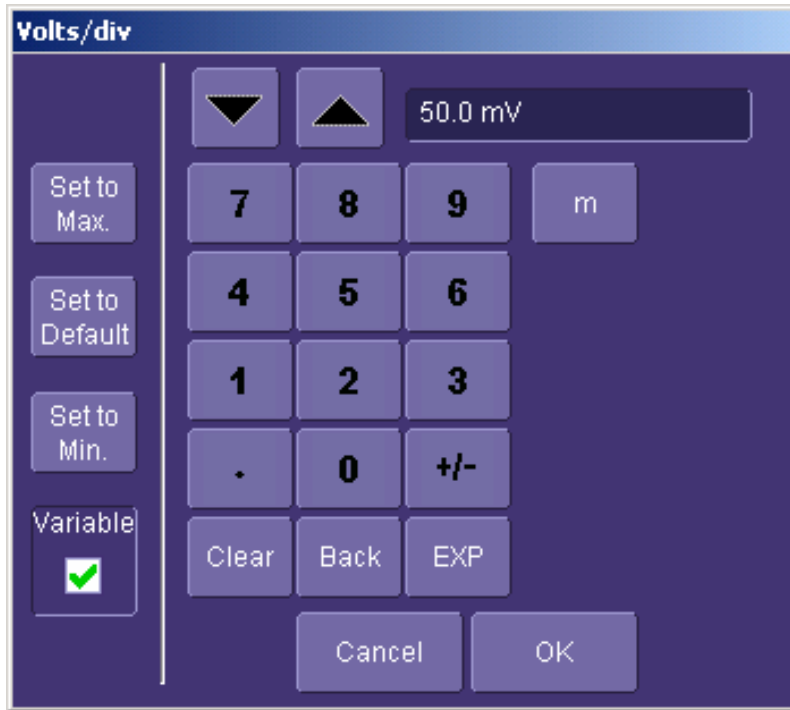 Volts/div
50.0 mV
Set to
Max.
7 8 9 m
Set to
Default
4 5 6
1 2 3
Set to
Min.
. 0 +/-
Variable
Clear Back EXP
Cancel OK